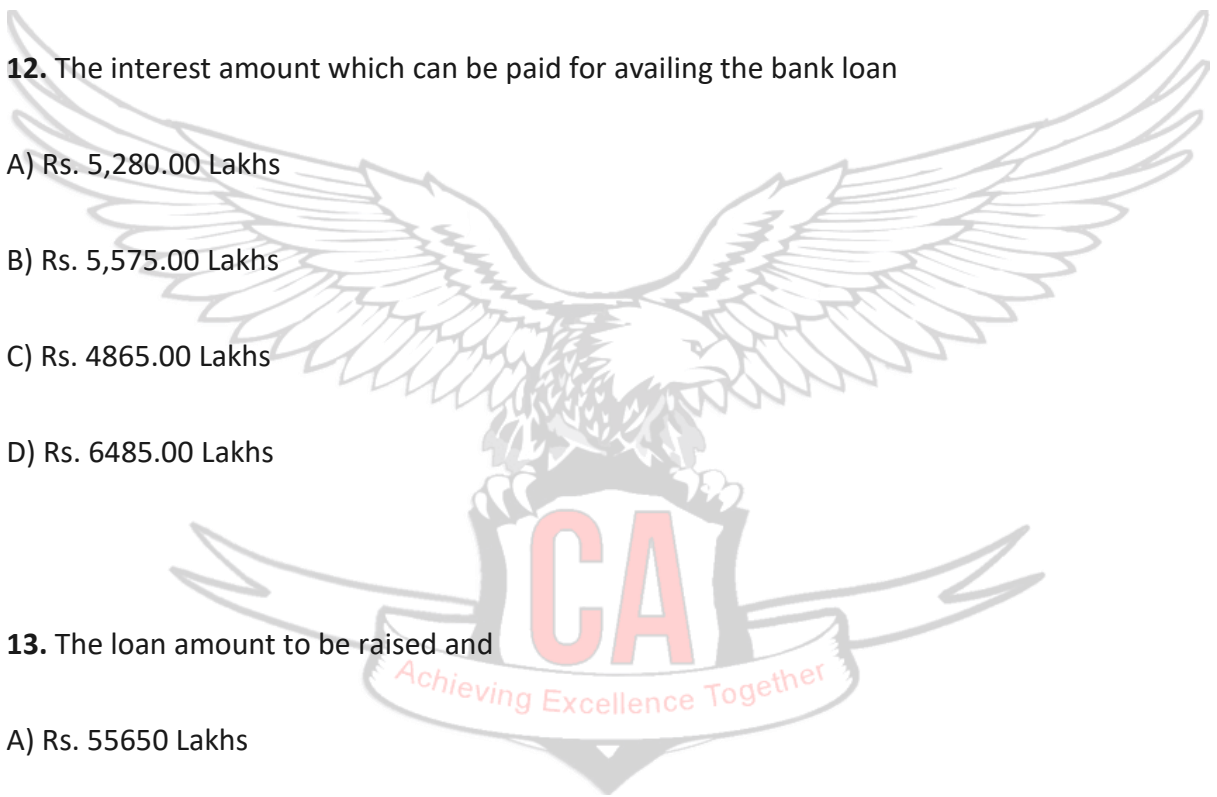 12. The interest amount which can be paid for availing the bank loan
A) Rs. 5,280.00 Lakhs
B) Rs. 5,575.00 Lakhs
C) Rs. 4865.00 Lakhs
D) Rs. 6485.00 Lakhs
CA
13. The loan amount to be raised and
Achieving Excellence Together
A) Rs. 55650 Lakhs